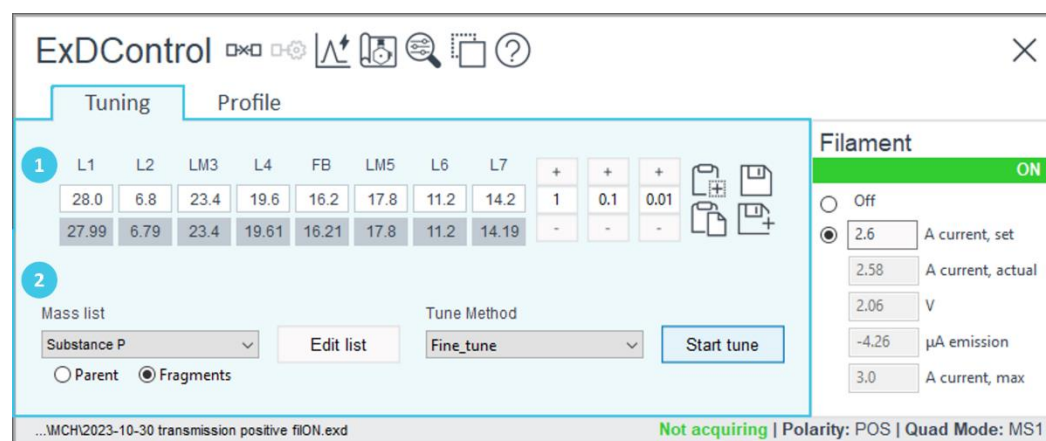 ExDControl
Tuning Profile
1
L1 L2 LM3 L4 FB LM5 L6 L7 + + +
28.0 6.8 23.4 19.6 16.2 17.8 11.2 14.2 1 0.1 0.01
27.99 6.79 23.4 19.61 16.21 17.8 11.2 14.19 - - -
2
Mass list Tune Method
Substance P Edit list Fine_tune Start tune
Parent Fragments
Filament
ON
Off
2.6 A current, set
2.58 A current, actual
2.06 V
-4.26 µA emission
3.0 A current, max
...\MCH\2023-10-30 transmission positive filON.exd Not acquiring | Polarity: POS | Quad Mode: MS1